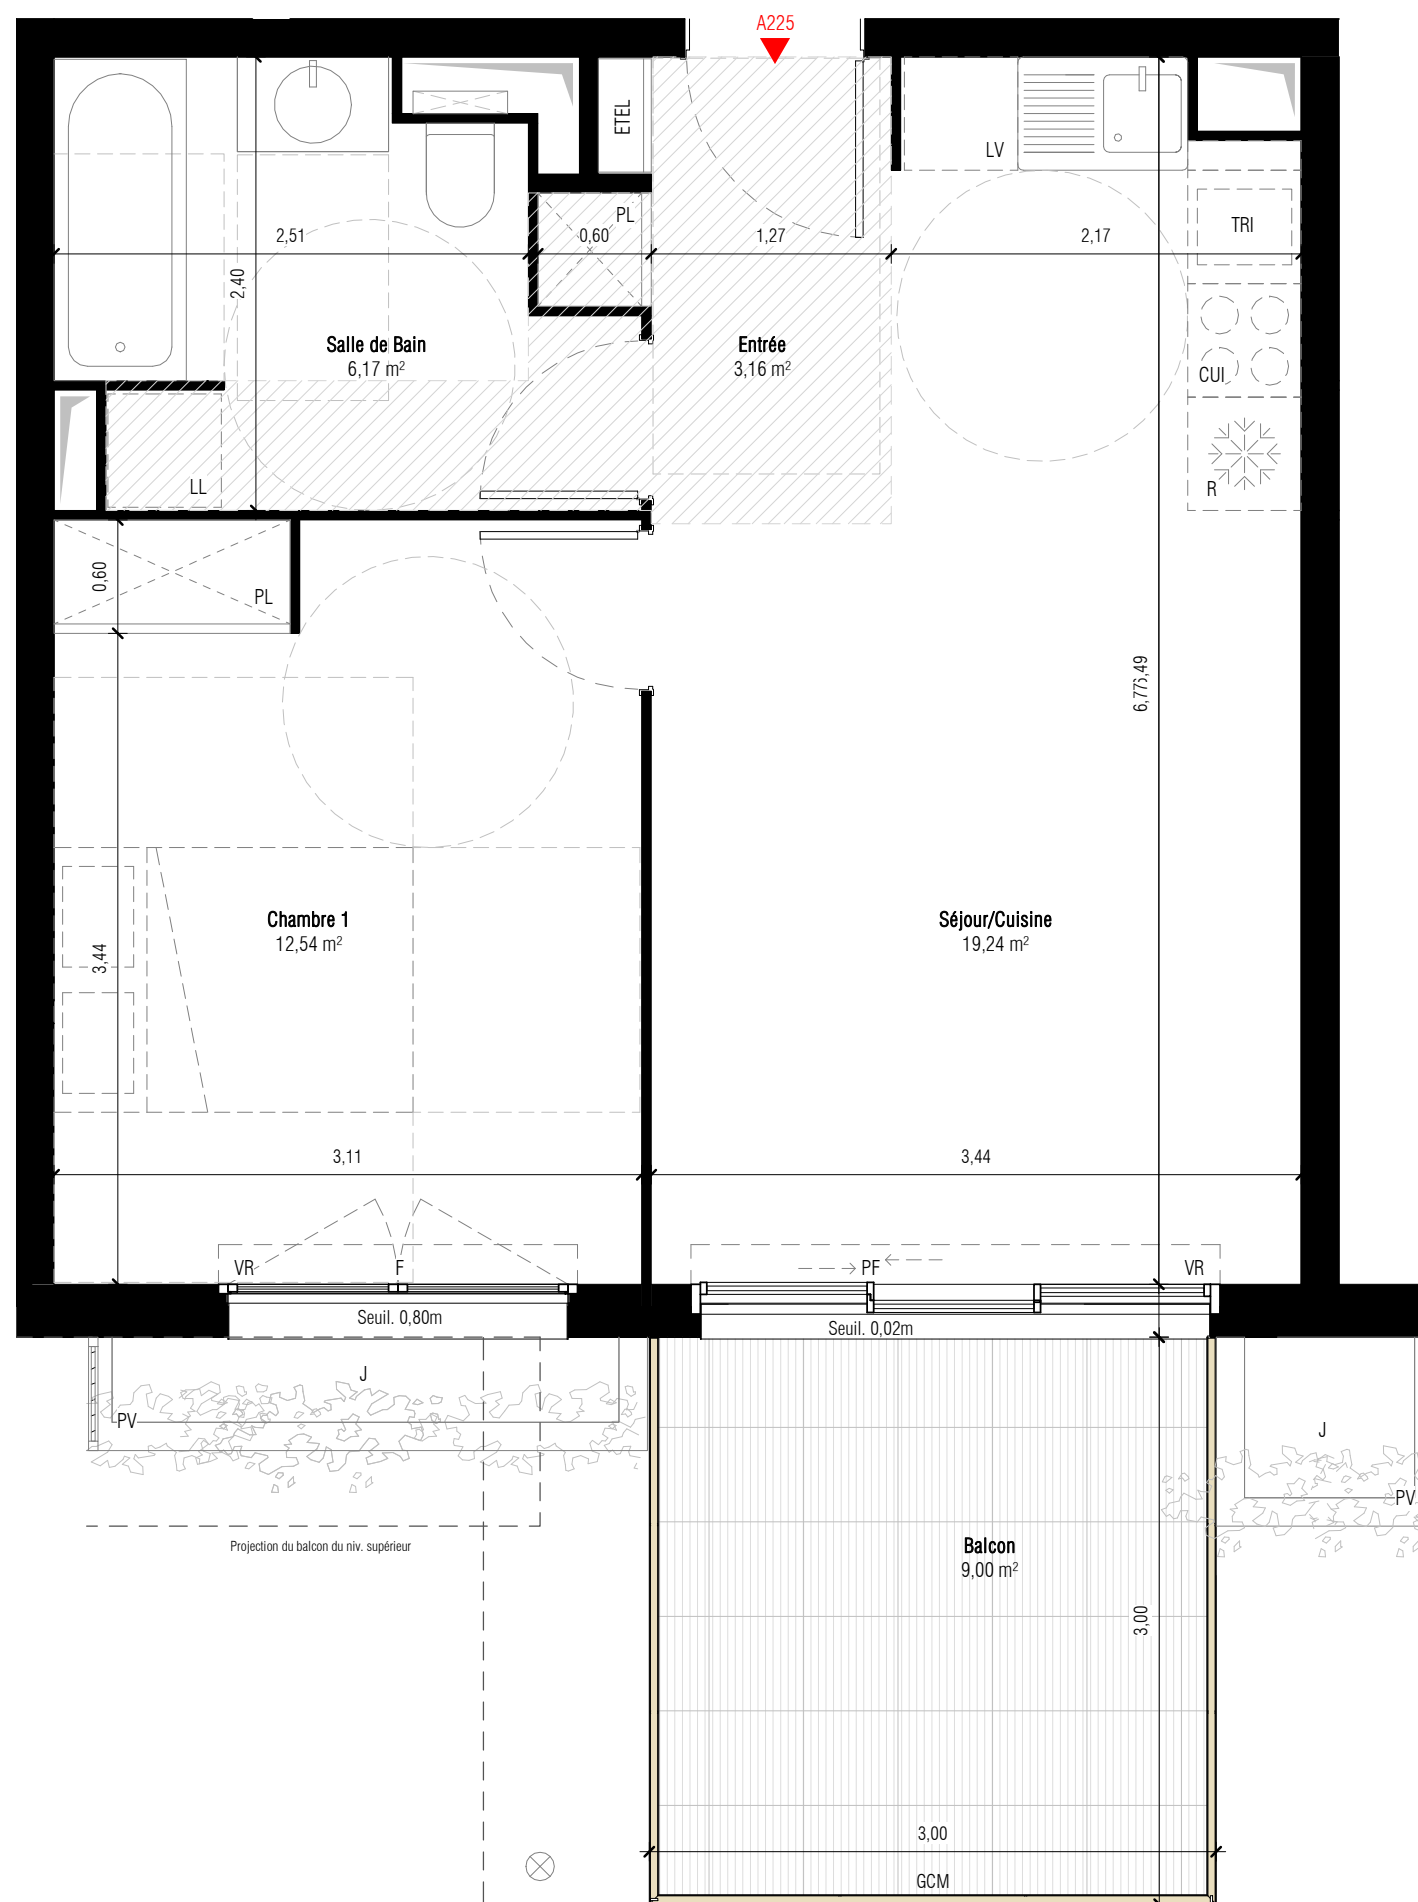 A225
ETEL
LV
PL
TRI
2,51
0,60
1,27
2,17
2,40
Salle de Bain
6,17 m²
Entrée
3,16 m²
CUI
LL
R
0,60
PL
6,77
Chambre 1
12,54 m²
Séjour/Cuisine
19,24 m²
3,44
3,11
3,44
VR
F
PF
VR
Seuil. 0,80m
Seuil. 0,02m
J
PV
J
PV
Projection du balcon du niv. supérieur
Balcon
9,00 m²
3,00
3,00
GCM